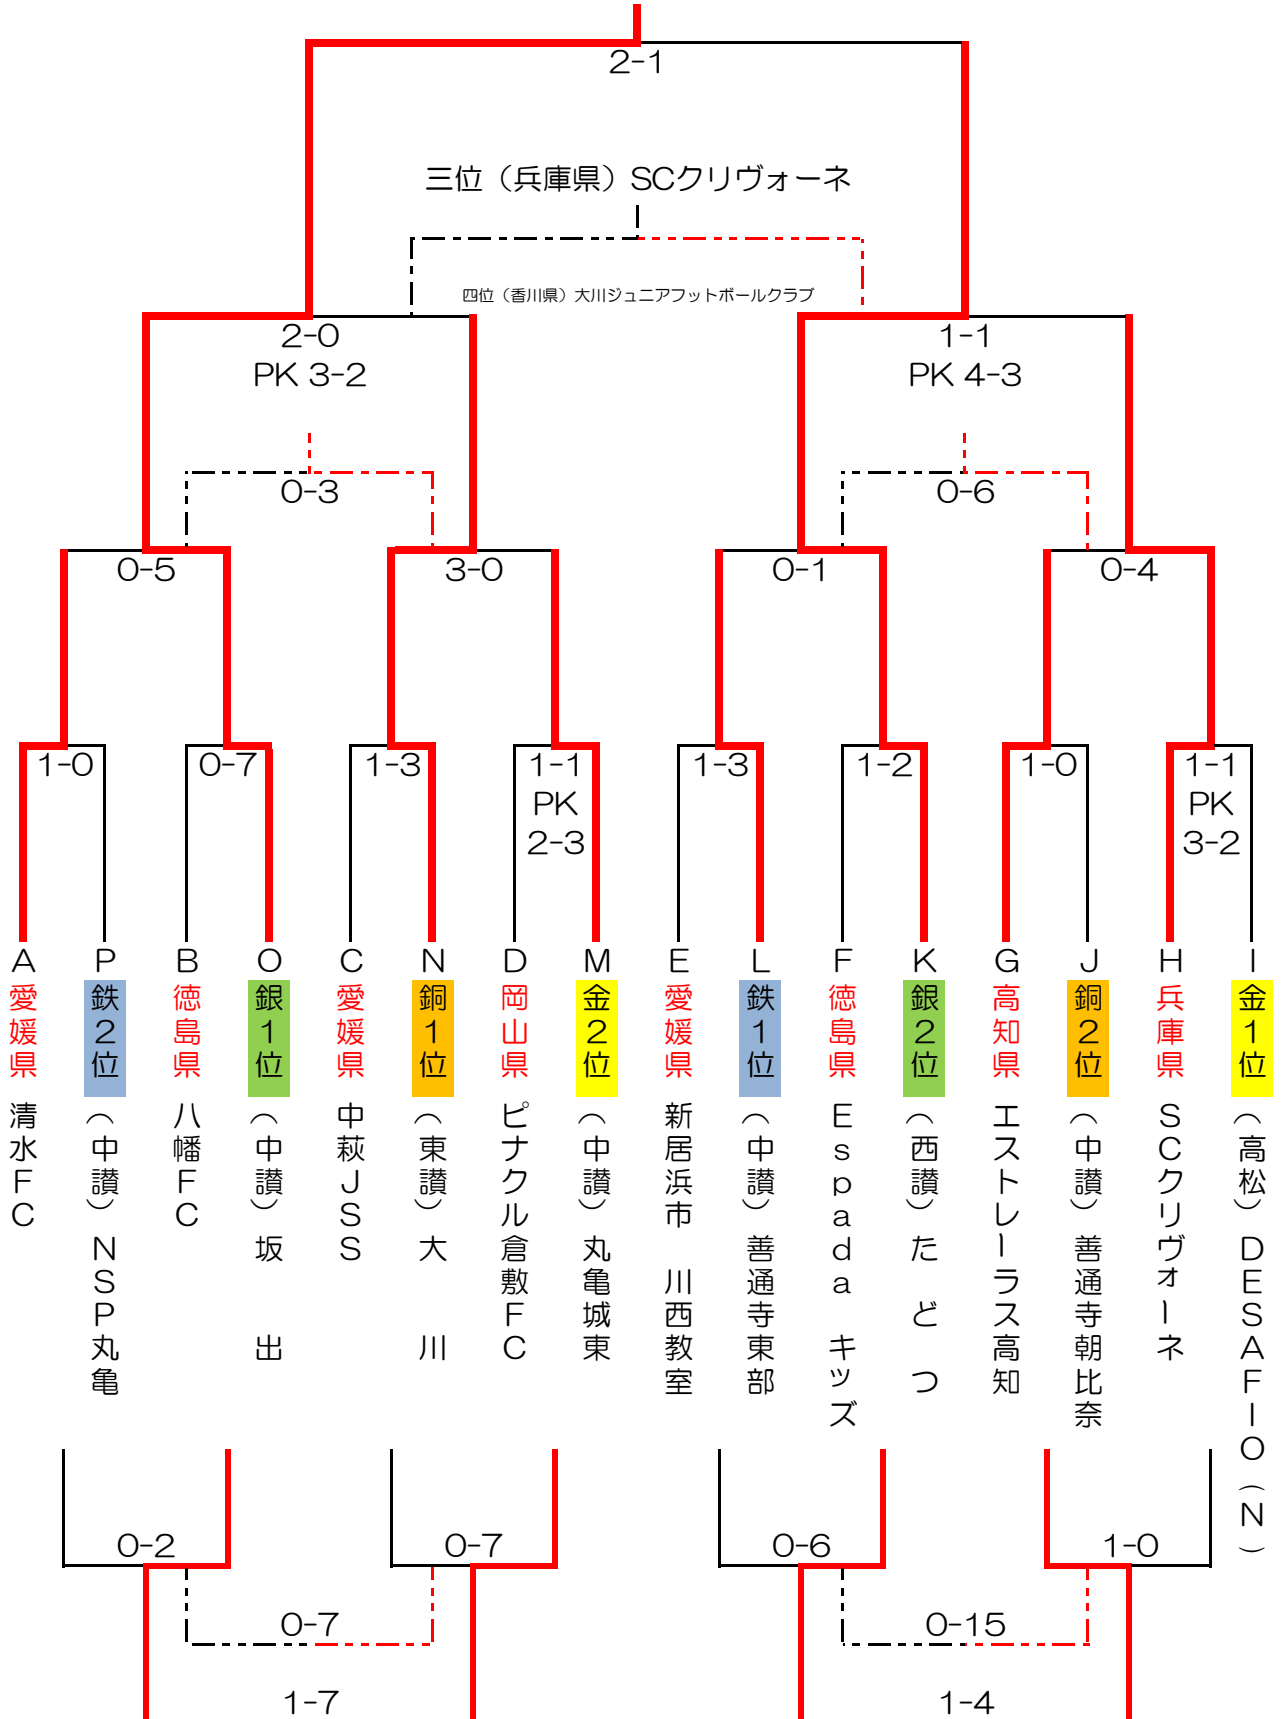 2-1
三位（兵庫県）SCクリヴォーネ
四位（香川県）大川ジュニアフットボールクラブ
2-0
PK 3-2
1-1
PK 4-3
0-3
0-6
0-5
3-0
0-1
0-4
1-0
0-7
1-3
1-1
PK
2-3
1-3
1-2
1-0
1-1
PK
3-2
A 愛媛県 清水FC
P 鉄2位 （中讃）NSP丸亀
B 徳島県 八幡FC
O 銀1位 （中讃）坂 出
C 愛媛県 中萩JSS
N 銅1位 （東讃）大 川
D 岡山県 ピナクル倉敷FC
M 金2位 （中讃）丸亀城東
E 愛媛県 新居浜市 川西教室
L 鉄1位 （中讃）善通寺東部
F 徳島県 Espada キッズ
K 銀2位 （西讃）た ど つ
G 高知県 エストレーラス高知
J 銅2位 （中讃）善通寺朝比奈
H 兵庫県 SCクリヴォーネ
I 金1位 （高松）DESAFIO（N）
0-2
0-7
0-6
1-0
0-7
0-15
1-7
1-4